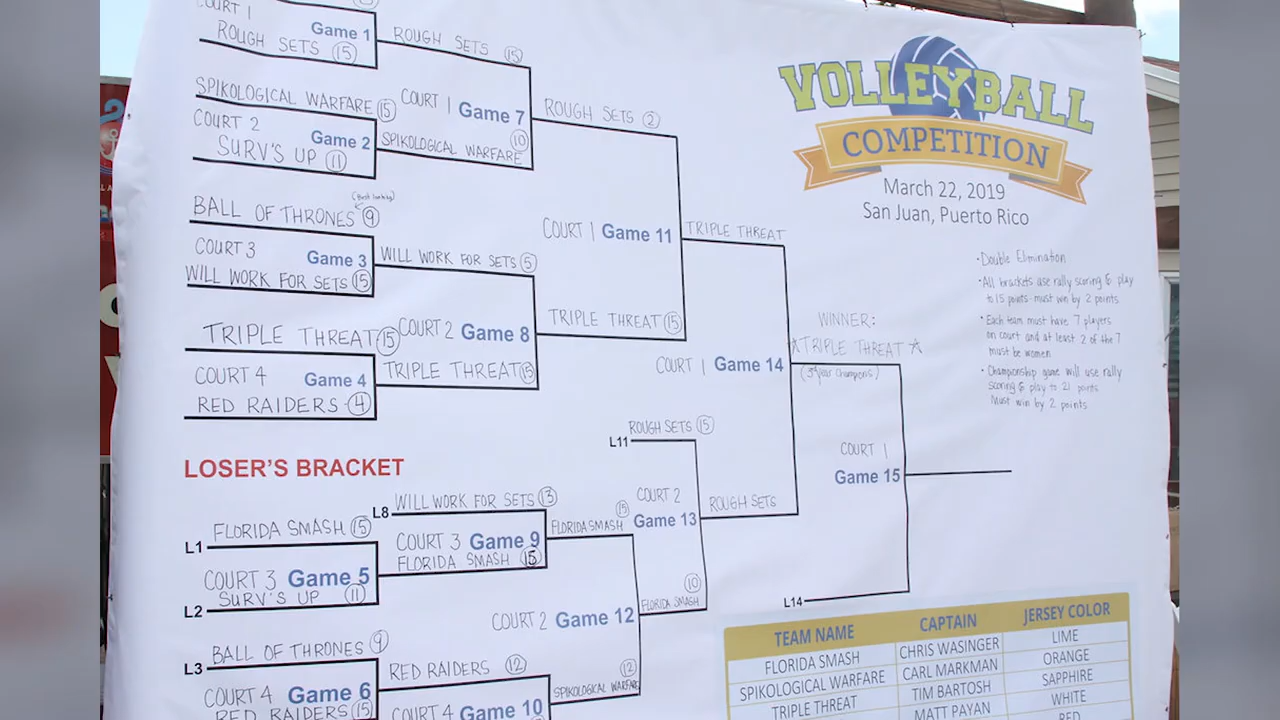 COURT 1
Game 1
ROUGH SETS 15
ROUGH SETS 15
SPIKOLOGICAL WARFARE 15
COURT 2
Game 2
SURV'S UP 11
COURT 1 Game 7
SPIKOLOGICAL WARFARE 10
ROUGH SETS 2
BALL OF THRONES 9
COURT 3
Game 3
WILL WORK FOR SETS 15
WILL WORK FOR SETS 5
TRIPLE THREAT 15
COURT 4
Game 4
RED RAIDERS 4
COURT 2 Game 8
TRIPLE THREAT 15
TRIPLE THREAT 15
COURT 1 Game 11
TRIPLE THREAT
COURT 1 Game 14
WINNER:
TRIPLE THREAT
(3rd year champions)
COURT 1
Game 15
L14
VOLLEYBALL
COMPETITION
March 22, 2019
San Juan, Puerto Rico
• Double Elimination
• All brackets use rally scoring & play
to 15 points must win by 2 points
• Each team must have 7 players
on court and at least 2 of the 7
must be women
• Championship game will use rally
scoring & play to 21 points
Must win by 2 points
LOSER'S BRACKET
L1
FLORIDA SMASH 15
COURT 3 Game 5
L2
SURV'S UP 11
L8
WILL WORK FOR SETS 13
COURT 3 Game 9
FLORIDA SMASH 15
FLORIDA SMASH 15
L3
BALL OF THRONES 9
COURT 4 Game 6
RED RAIDERS 15
RED RAIDERS 12
COURT 4 Game 10
SPIKOLOGICAL WARFARE 12
COURT 2 Game 12
FLORIDA SMASH 10
L11
ROUGH SETS 15
COURT 2
Game 13
ROUGH SETS
TEAM NAME CAPTAIN JERSEY COLOR
FLORIDA SMASH CHRIS WASINGER LIME
SPIKOLOGICAL WARFARE CARL MARKMAN ORANGE
TRIPLE THREAT TIM BARTOSH SAPPHIRE
MATT PAYAN WHITE
RED